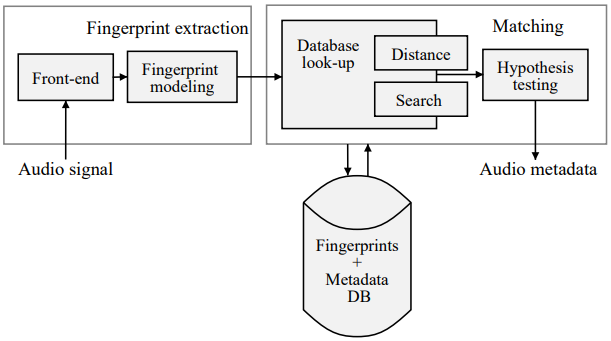 Fingerprint extraction
Front-end
Fingerprint
modeling
Audio signal
Matching
Database
look-up
Distance
Search
Hypothesis
testing
Audio metadata
Fingerprints
+
Metadata
DB